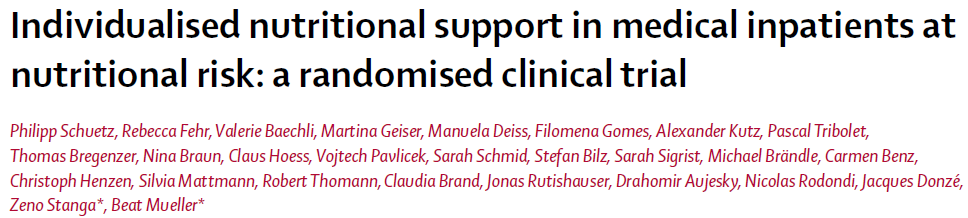 Individualised nutritional support in medical inpatients at
nutritional risk: a randomised clinical trial
Philipp Schuetz, Rebecca Fehr, Valerie Baechli, Martina Geiser, Manuela Deiss, Filomena Gomes, Alexander Kutz, Pascal Tribolet,
Thomas Bregenzer, Nina Braun, Claus Hoess, Vojtech Pavlicek, Sarah Schmid, Stefan Bilz, Sarah Sigrist, Michael Brändle, Carmen Benz,
Christoph Henzen, Silvia Mattmann, Robert Thomann, Claudia Brand, Jonas Rutishauser, Drahomir Aujesky, Nicolas Rodondi, Jacques Donzé,
Zeno Stanga*, Beat Mueller*